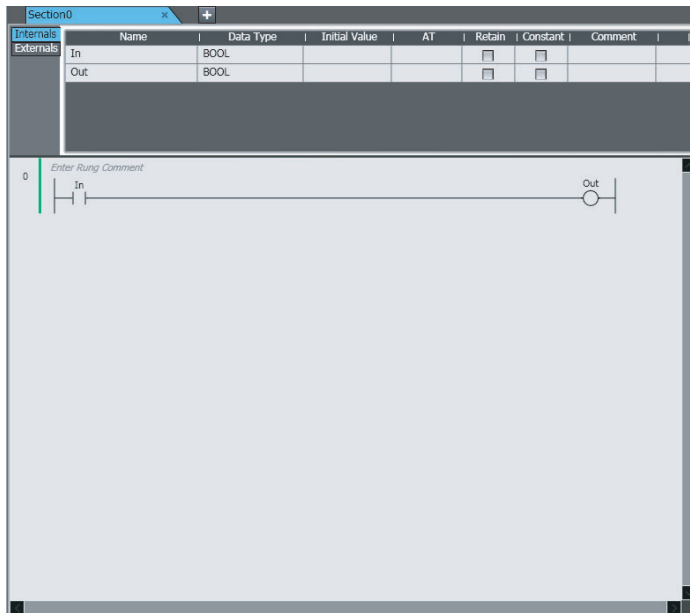 Section0 × +
Internals Name Data Type Initial Value AT Retain Constant Comment
Externals In BOOL
Out BOOL
Enter Rung Comment
0 In Out